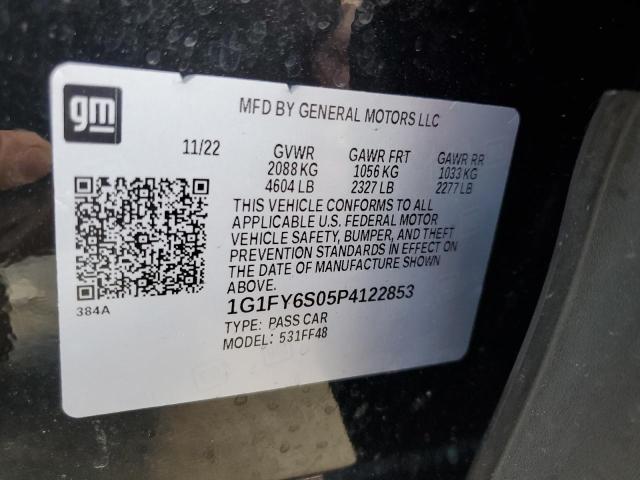 gm
MFD BY GENERAL MOTORS LLC
11/22 GVWR GAWR FRT GAWR RR
2088 KG 1056 KG 1033 KG
4604 LB 2327 LB 2277 LB
THIS VEHICLE CONFORMS TO ALL
APPLICABLE U.S. FEDERAL MOTOR
VEHICLE SAFETY, BUMPER, AND THEFT
PREVENTION STANDARDS IN EFFECT ON
THE DATE OF MANUFACTURE SHOWN
ABOVE.
384A
1G1FY6S05P4122853
TYPE: PASS CAR
MODEL: 531FF48